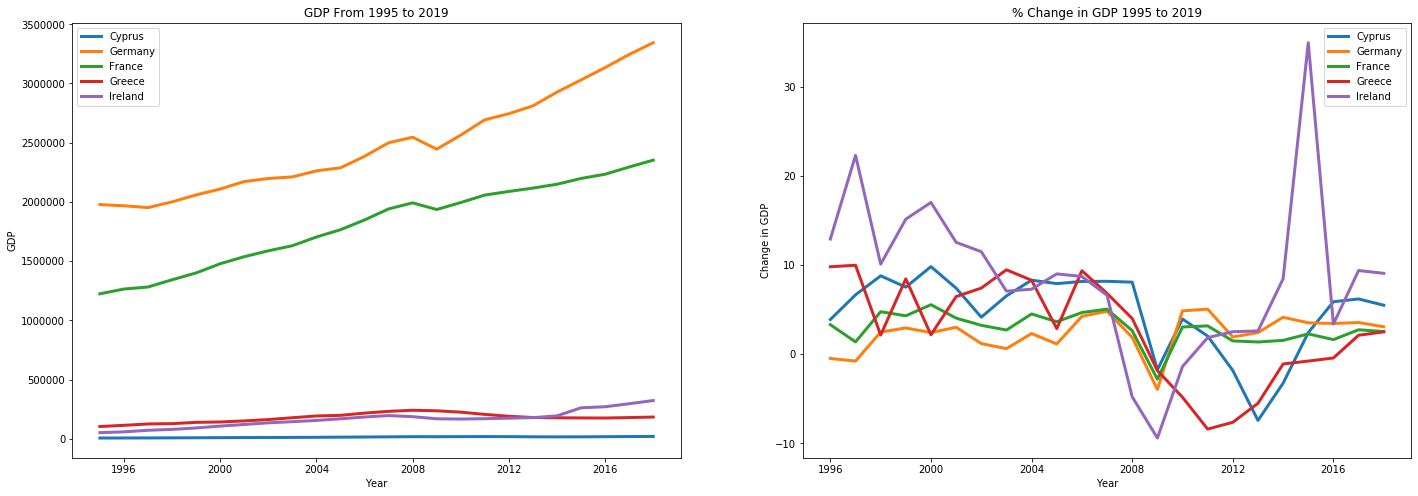 GDP From 1995 to 2019
3500000
3000000
2500000
2000000
1500000
1000000
500000
0
GDP
1996
2000
2004
2008
2012
2016
Year
Cyprus
Germany
France
Greece
Ireland
% Change in GDP 1995 to 2019
30
20
10
0
−10
Change in GDP
1996
2000
2004
2008
2012
2016
Year
Cyprus
Germany
France
Greece
Ireland